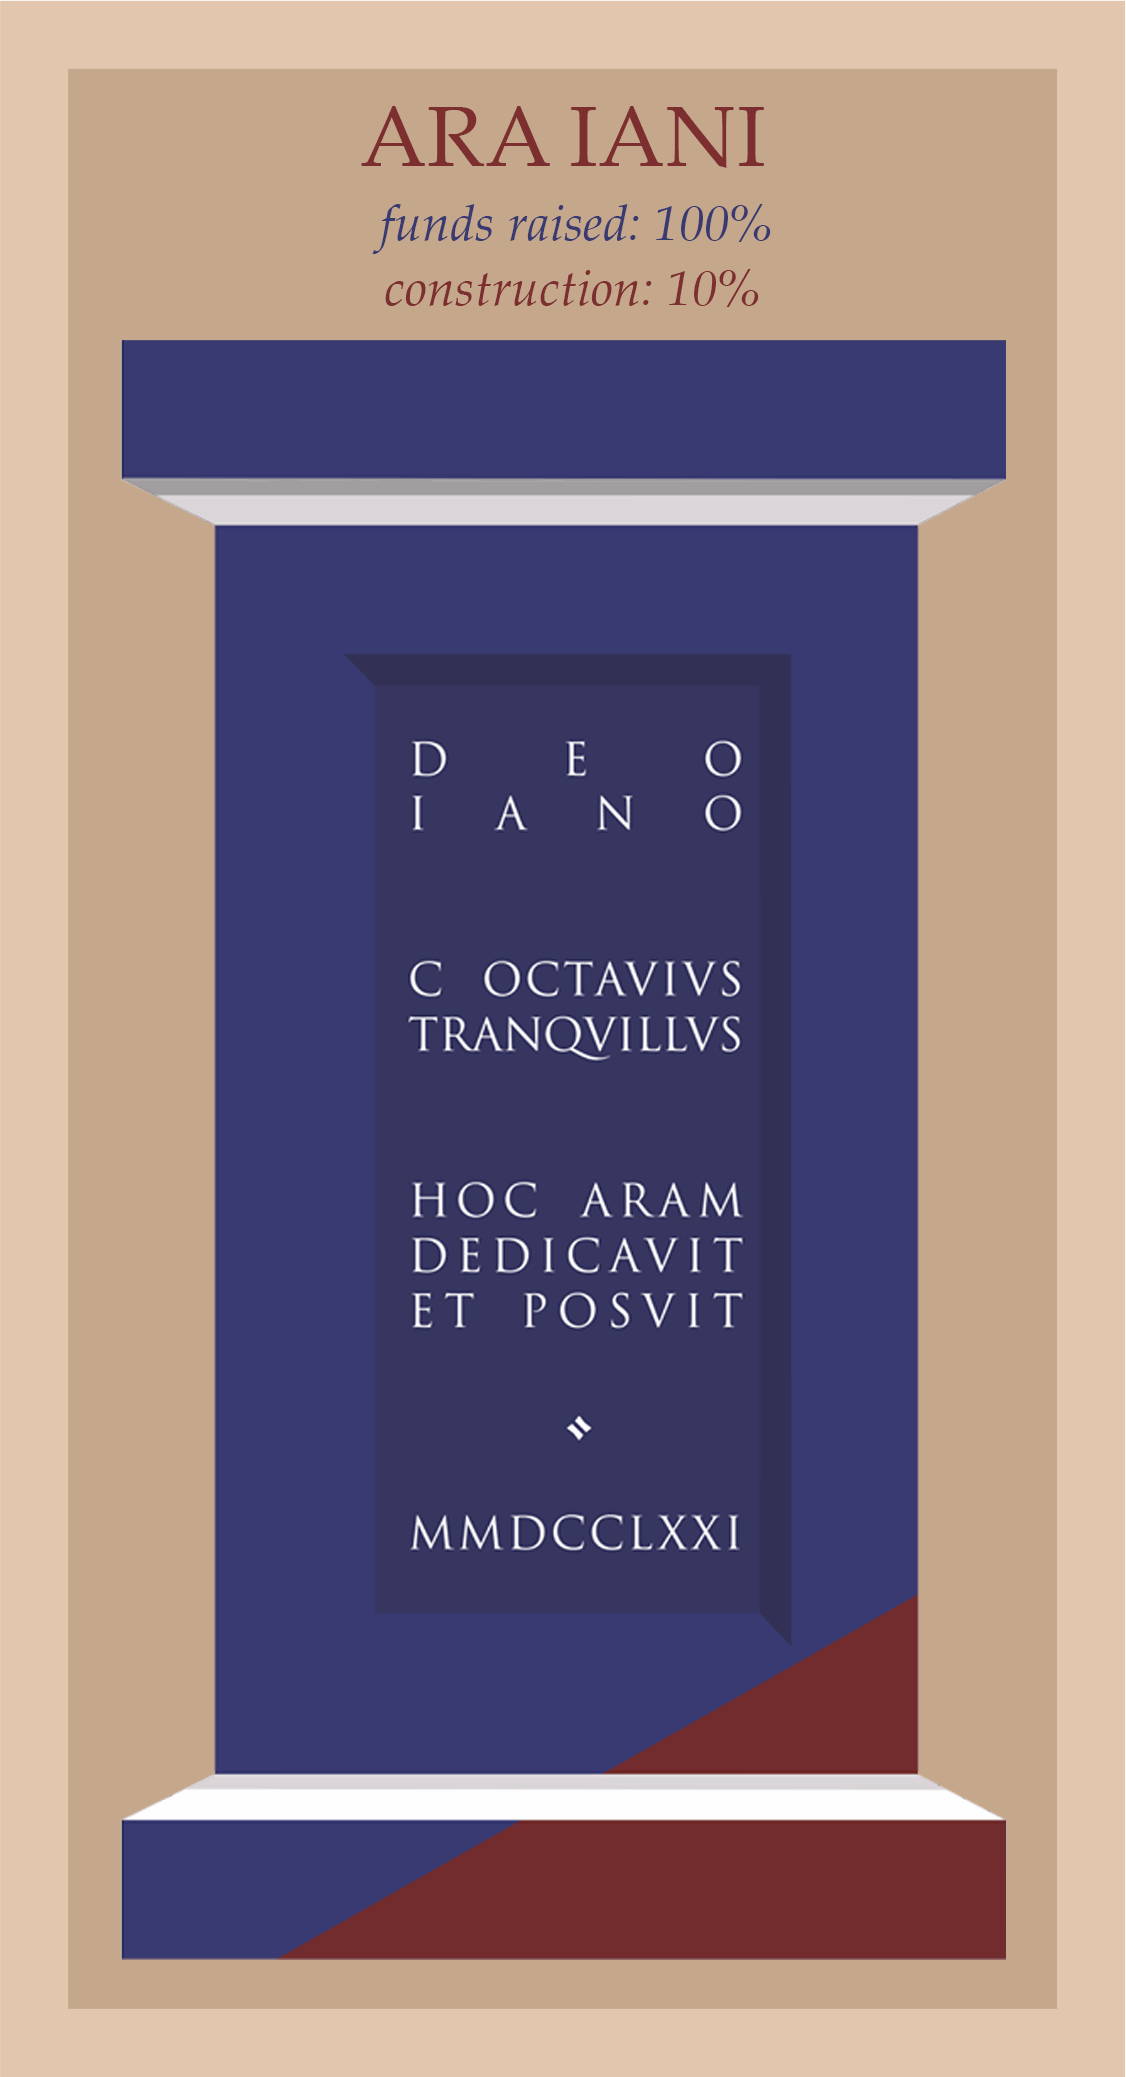 ARA IANI
funds raised: 100%
construction: 10%
DEO
IANO
C OCTAVIVS
TRANQVILLVS
HOC ARAM
DEDICAVIT
ET POSVIT
MMDCCLXXI